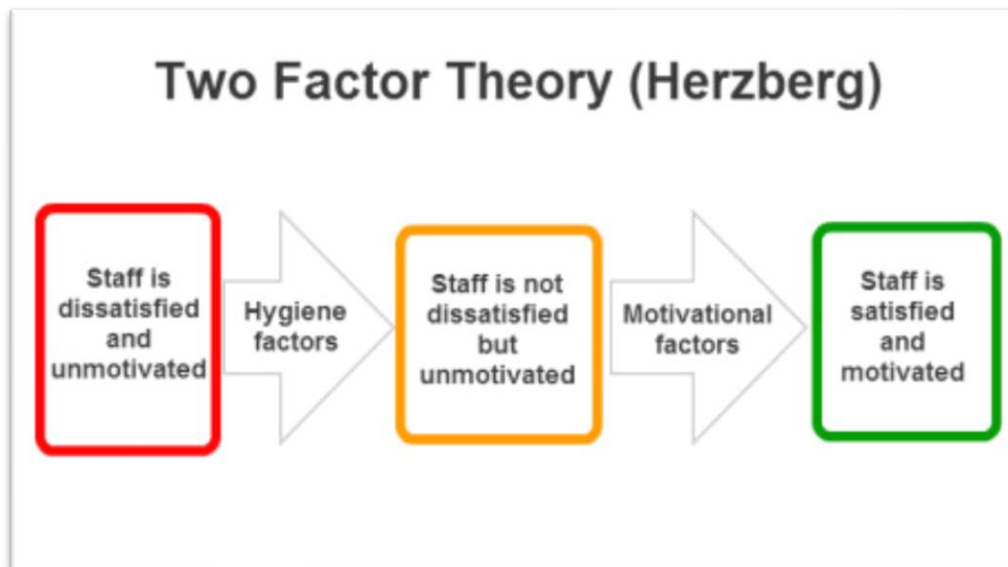 Two Factor Theory (Herzberg)
Staff is
dissatisfied
and
unmotivated
Hygiene
factors
Staff is not
dissatisfied
but
unmotivated
Motivational
factors
Staff is
satisfied
and
motivated